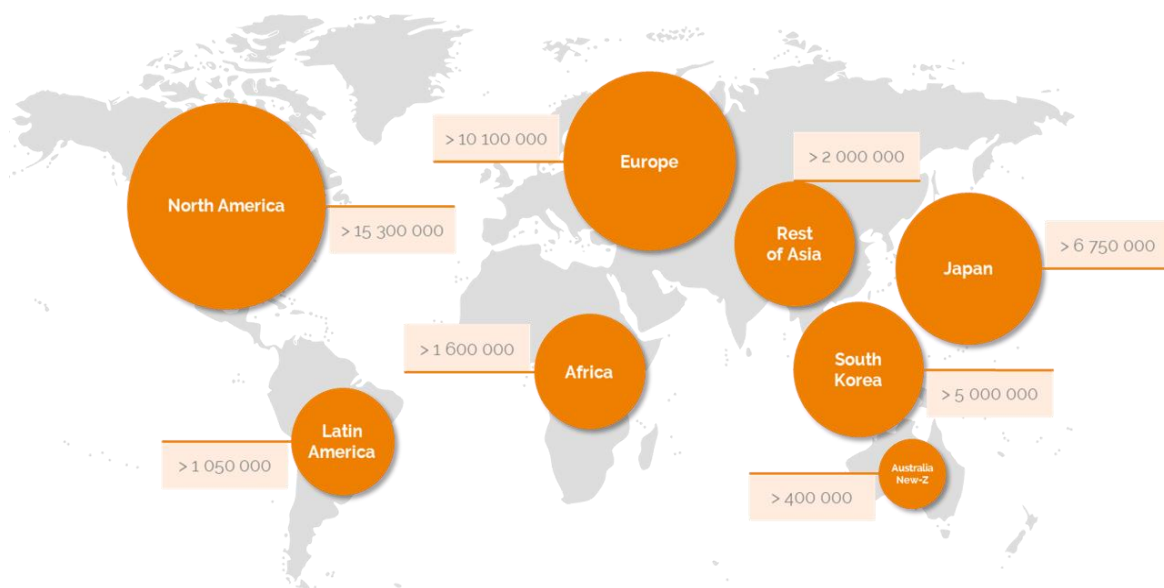 North America
> 15 300 000
> 10 100 000
Europe
> 2 000 000
Rest
of Asia
Japan
> 6 750 000
> 1 600 000
Africa
South
Korea
> 5 000 000
Latin
America
> 1 050 000
Australia
New-Z
> 400 000